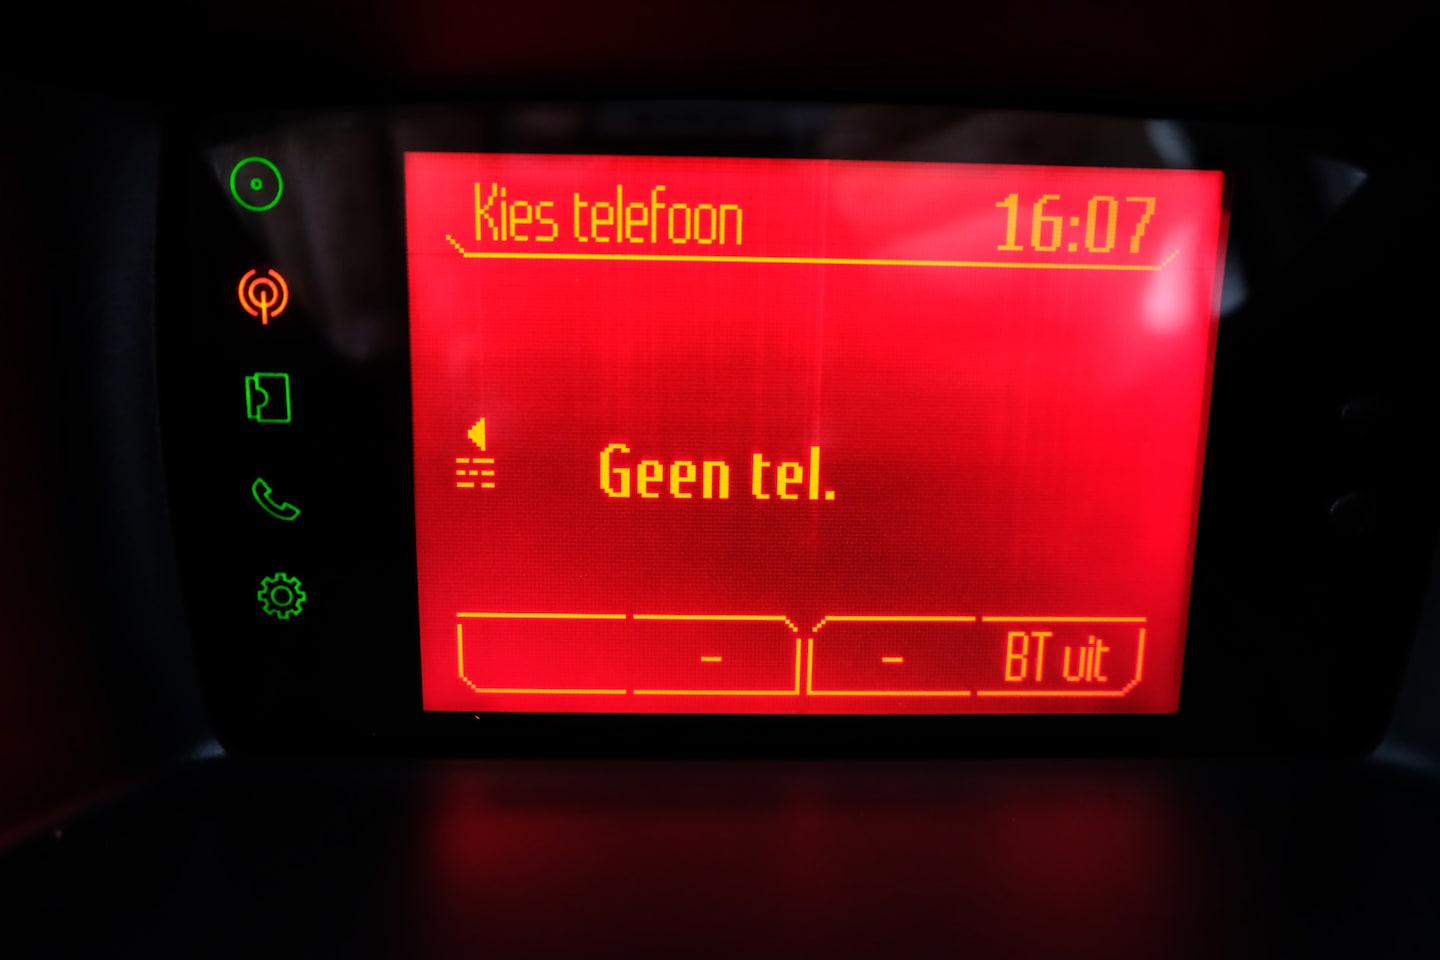 Kies telefoon 16:07
Geen tel.
- - BT uit